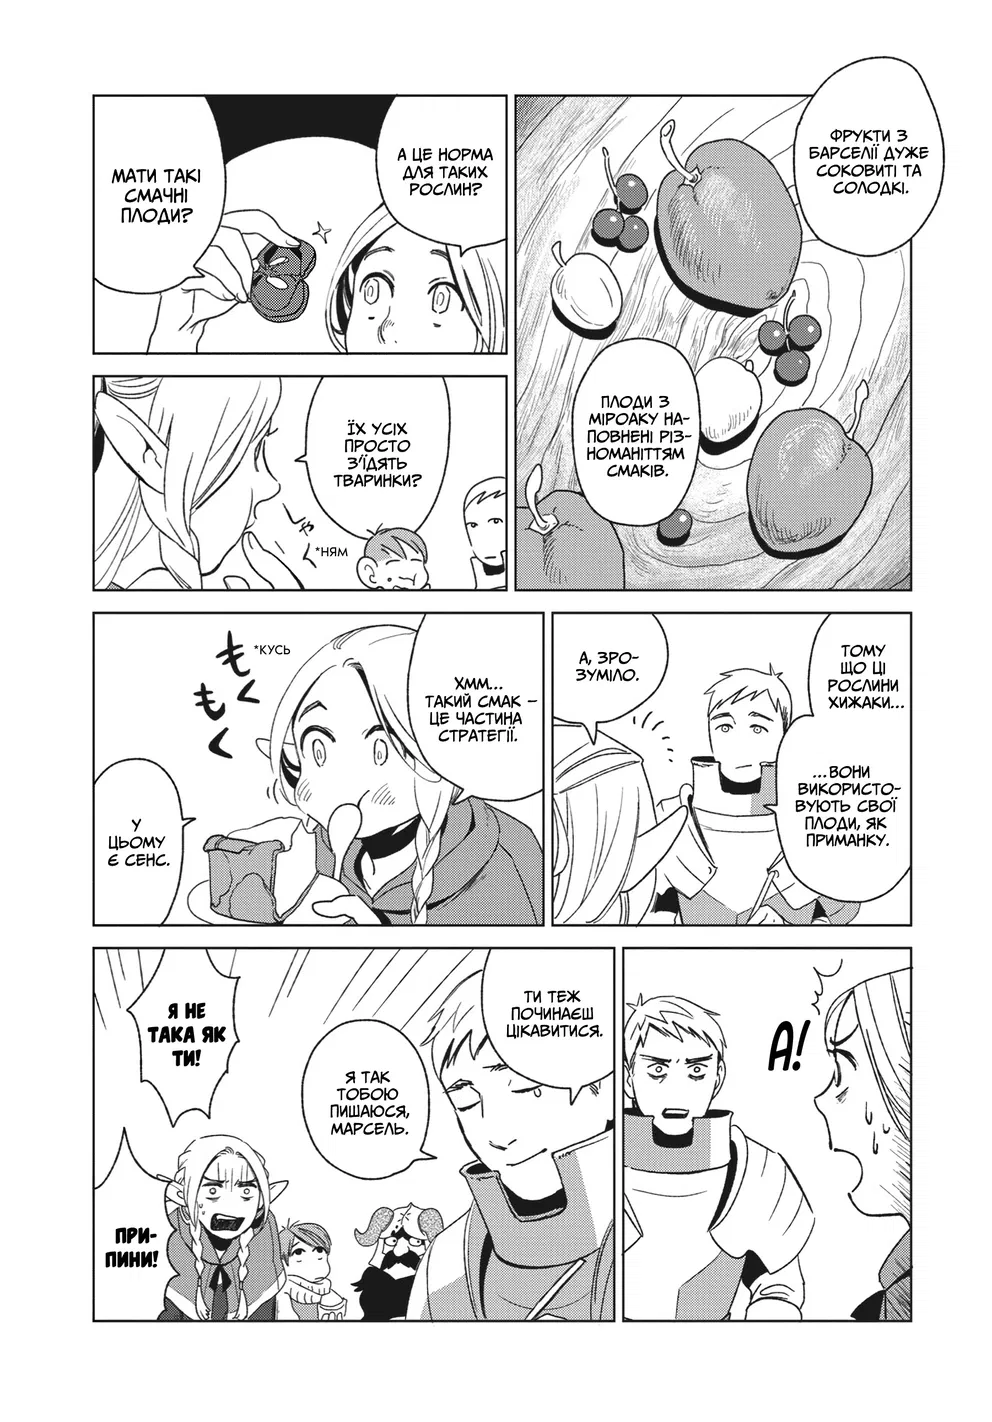 ФРУКТИ З
БАРСЕЛІЇ ДУЖЕ
СОКОВИТІ ТА
СОЛОДКІ.
ПЛОДИ З
МІРОАКУ НА-
ПОВНЕНІ РІЗ-
НОМАНІТТЯМ
СМАКІВ.
А ЦЕ НОРМА
ДЛЯ ТАКИХ
РОСЛИН?
МАТИ ТАКІ
СМАЧНІ
ПЛОДИ?
ЇХ УСІХ
ПРОСТО
З'ЇДЯТЬ
ТВАРИНКИ?
*НЯМ
ТОМУ
ЩО ЦІ
РОСЛИНИ
ХИЖАКИ...
...ВОНИ
ВИКОРИСТО-
ВУЮТЬ СВОЇ
ПЛОДИ, ЯК
ПРИМАНКУ.
А, ЗРО-
ЗУМІЛО.
ХММ...
ТАКИЙ СМАК –
ЦЕ ЧАСТИНА
СТРАТЕГІЇ.
もく
もく
*КУСЬ
У
ЦЬОМУ
Є СЕНС.
А!
ТИ ТЕЖ
ПОЧИНАЄШ
ЦІКАВИТИСЯ.
Я ТАК
ТОБОЮ
ПИШАЮСЯ,
МАРСЕЛЬ.
Я НЕ
ТАКА ЯК
ТИ!
ПРИ-
ПИНИ!